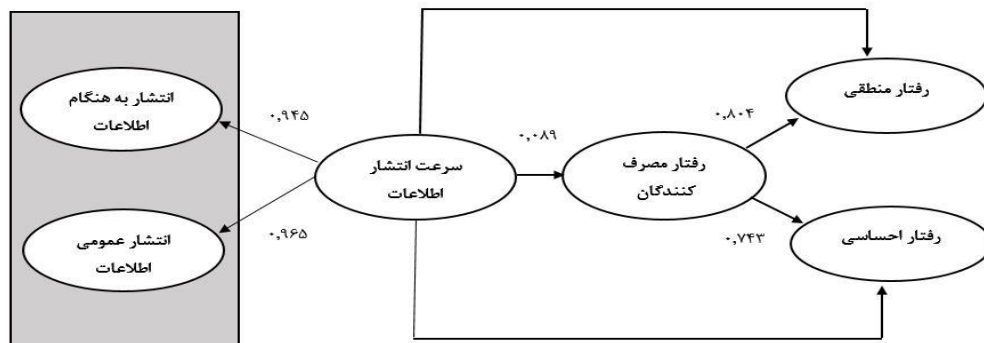 انتشار به هنگام
اطلاعات
۰,۹۴۵
سرعت انتشار
اطلاعات
۰,۰۸۹
رفتار مصرف
کنندگان
۰,۸۰۴
رفتار منطقی
انتشار عمومی
اطلاعات
۰,۹۶۵
۰,۷۴۳
رفتار احساسی